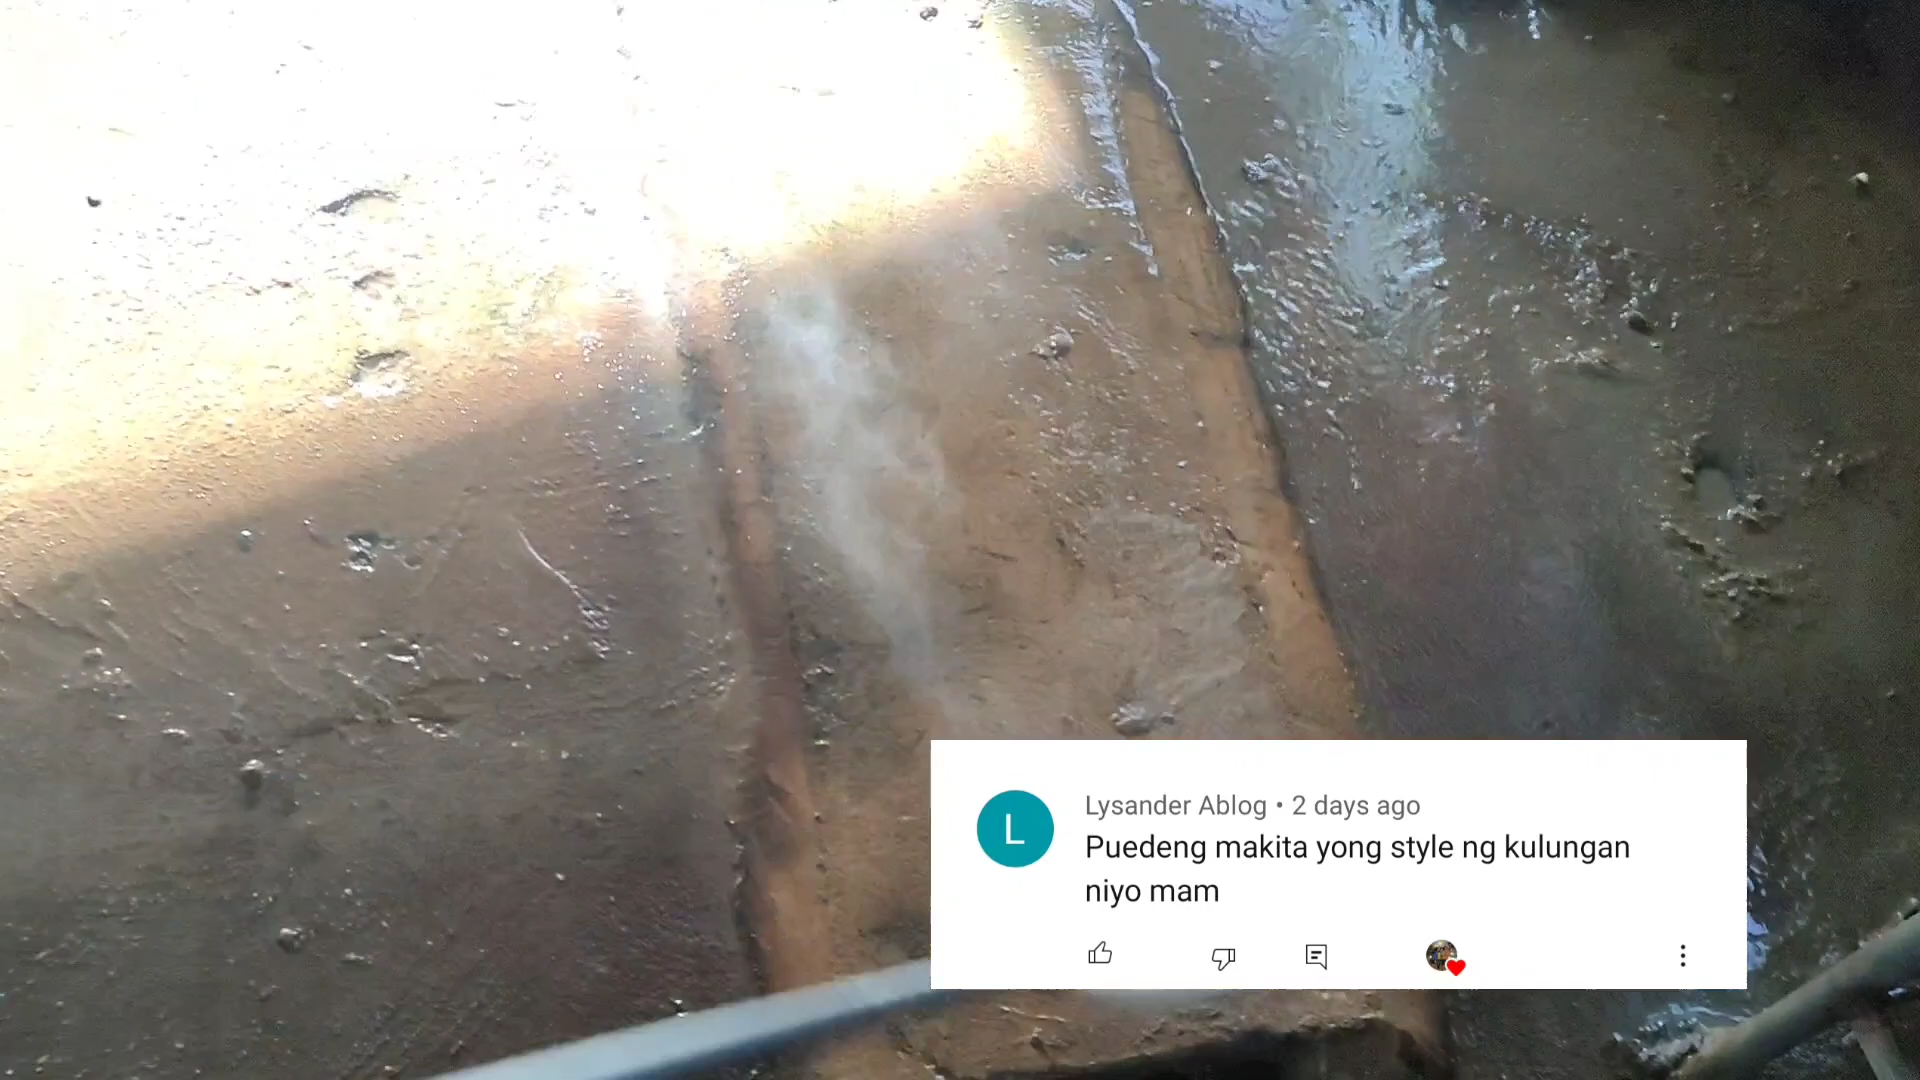 L
Lysander Ablog • 2 days ago
Puedeng makita yong style ng kulungan
niyo mam